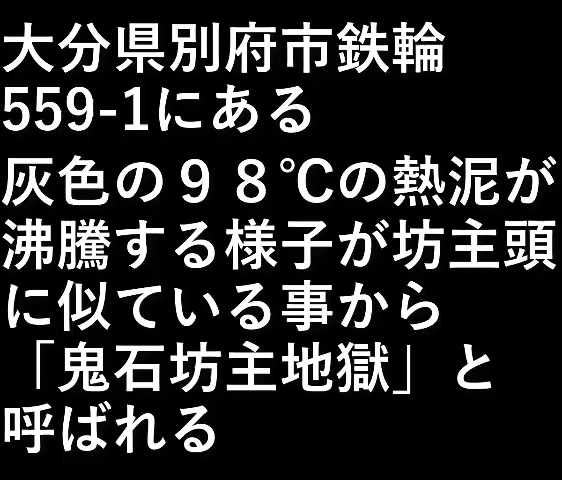 大分県別府市鉄輪
559-1にある
灰色の９８℃の熱泥が
沸騰する様子が坊主頭
に似ている事から
「鬼石坊主地獄」と
呼ばれる